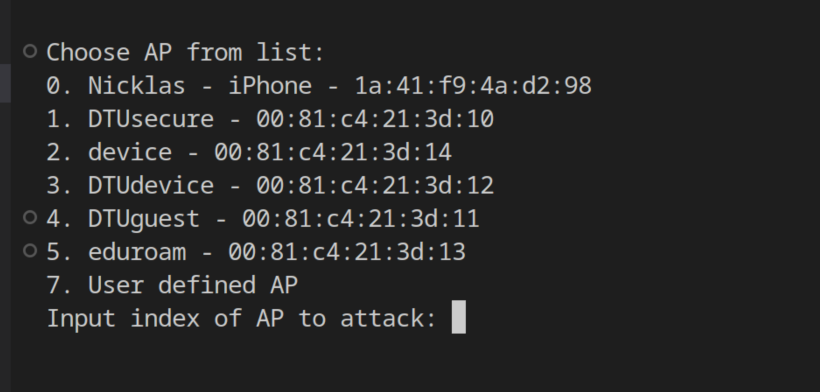 Choose AP from list:
0. Nicklas - iPhone - 1a:41:f9:4a:d2:98
1. DTUsecure - 00:81:c4:21:3d:10
2. device - 00:81:c4:21:3d:14
3. DTUdevice - 00:81:c4:21:3d:12
4. DTUguest - 00:81:c4:21:3d:11
5. eduroam - 00:81:c4:21:3d:13
7. User defined AP
Input index of AP to attack: